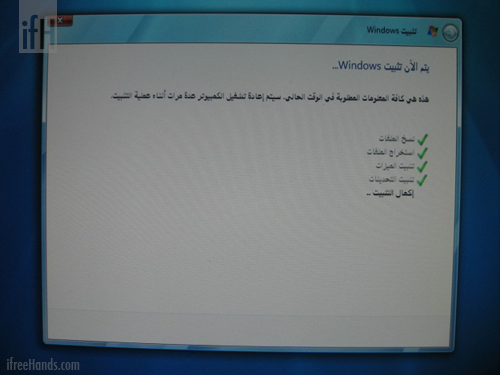 ifH
تثبيت Windows
يتم الآن تثبيت Windows...
هذه هي كافة المعلومات المطلوبة في الوقت الحالي. سيتم إعادة تشغيل الكمبيوتر عدة مرات أثناء عملية التثبيت.
نسخ الملفات
استخراج الملفات
تثبيت الميزات
تثبيت التحديثات
إكمال التثبيت ..
ifreeHands.com